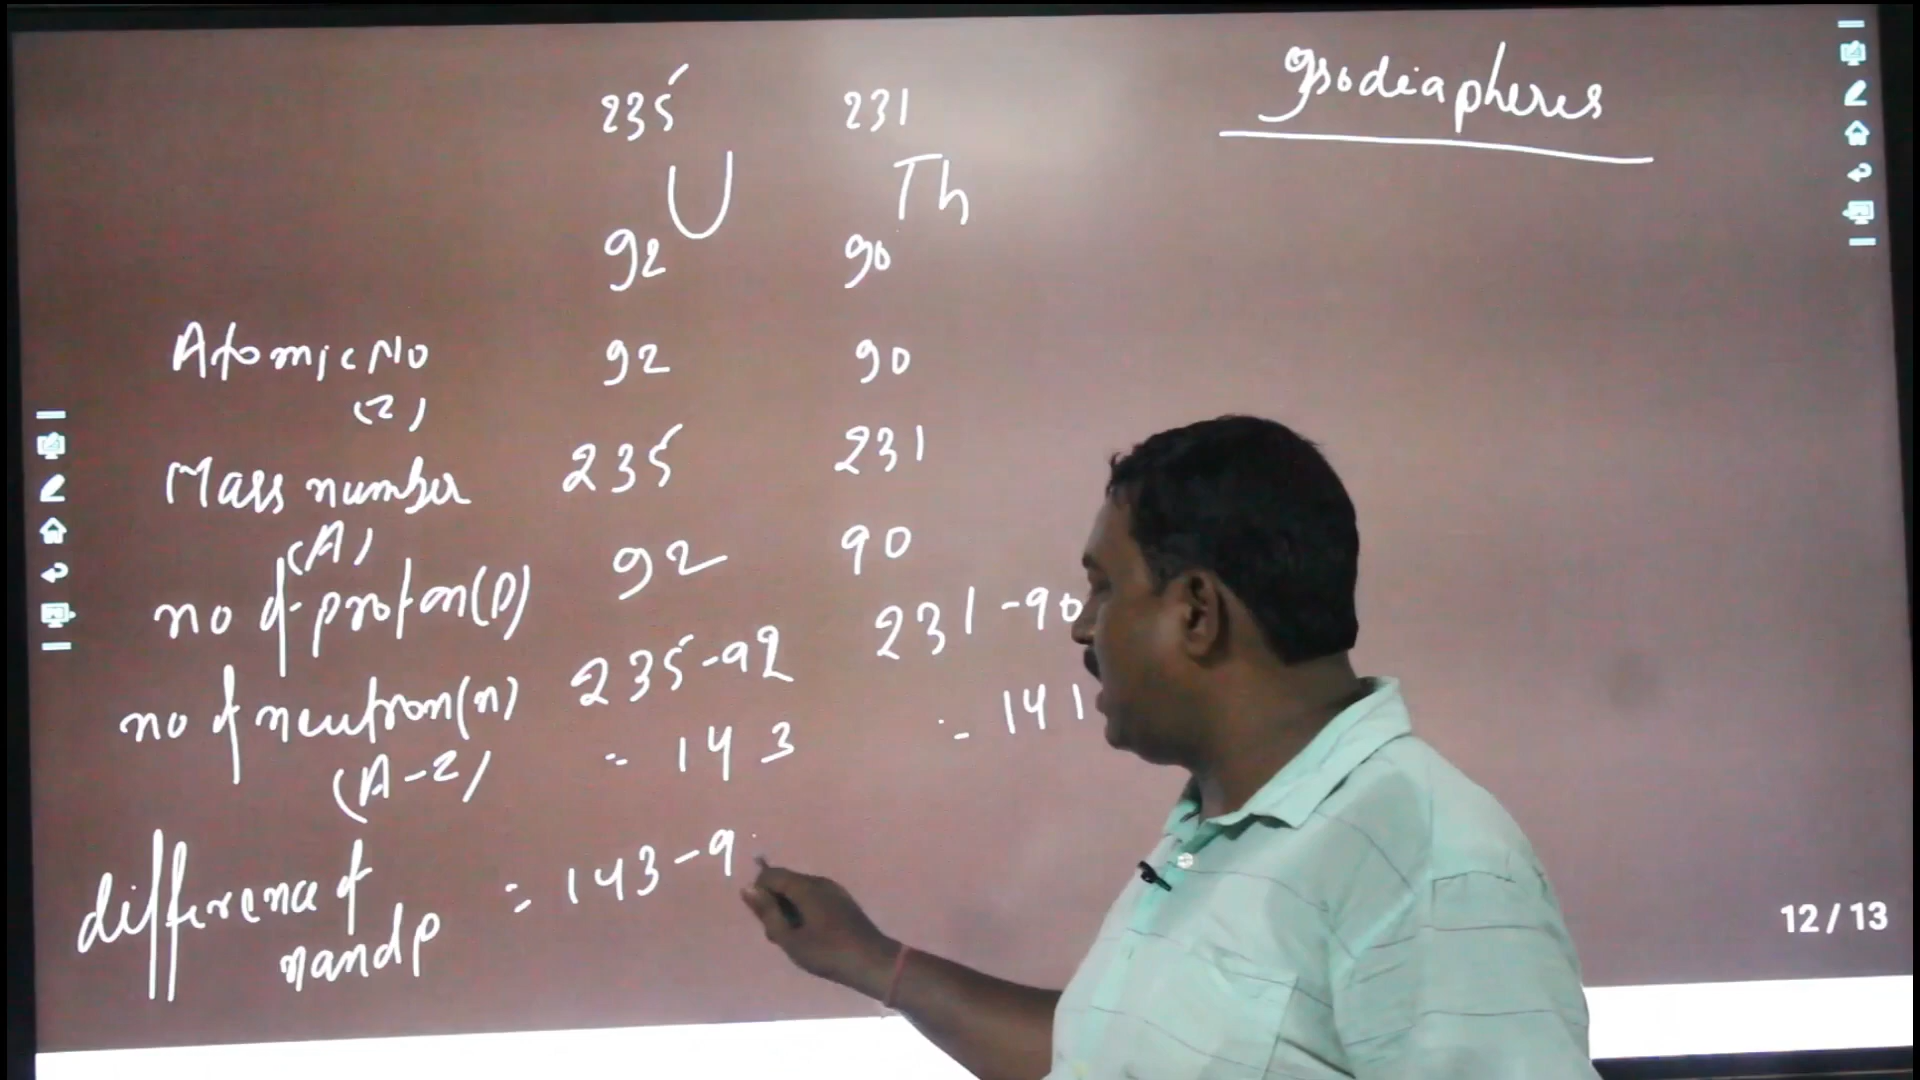 Isodiapheres
235 231
U Th
92 90
Atomic No 92 90
(Z)
Mass number 235 231
(A)
no of proton(p) 92 90
no of neutron(n) 235-92 231-90
(A-Z) = 143 = 141
difference of = 143-9
n and p
12/13